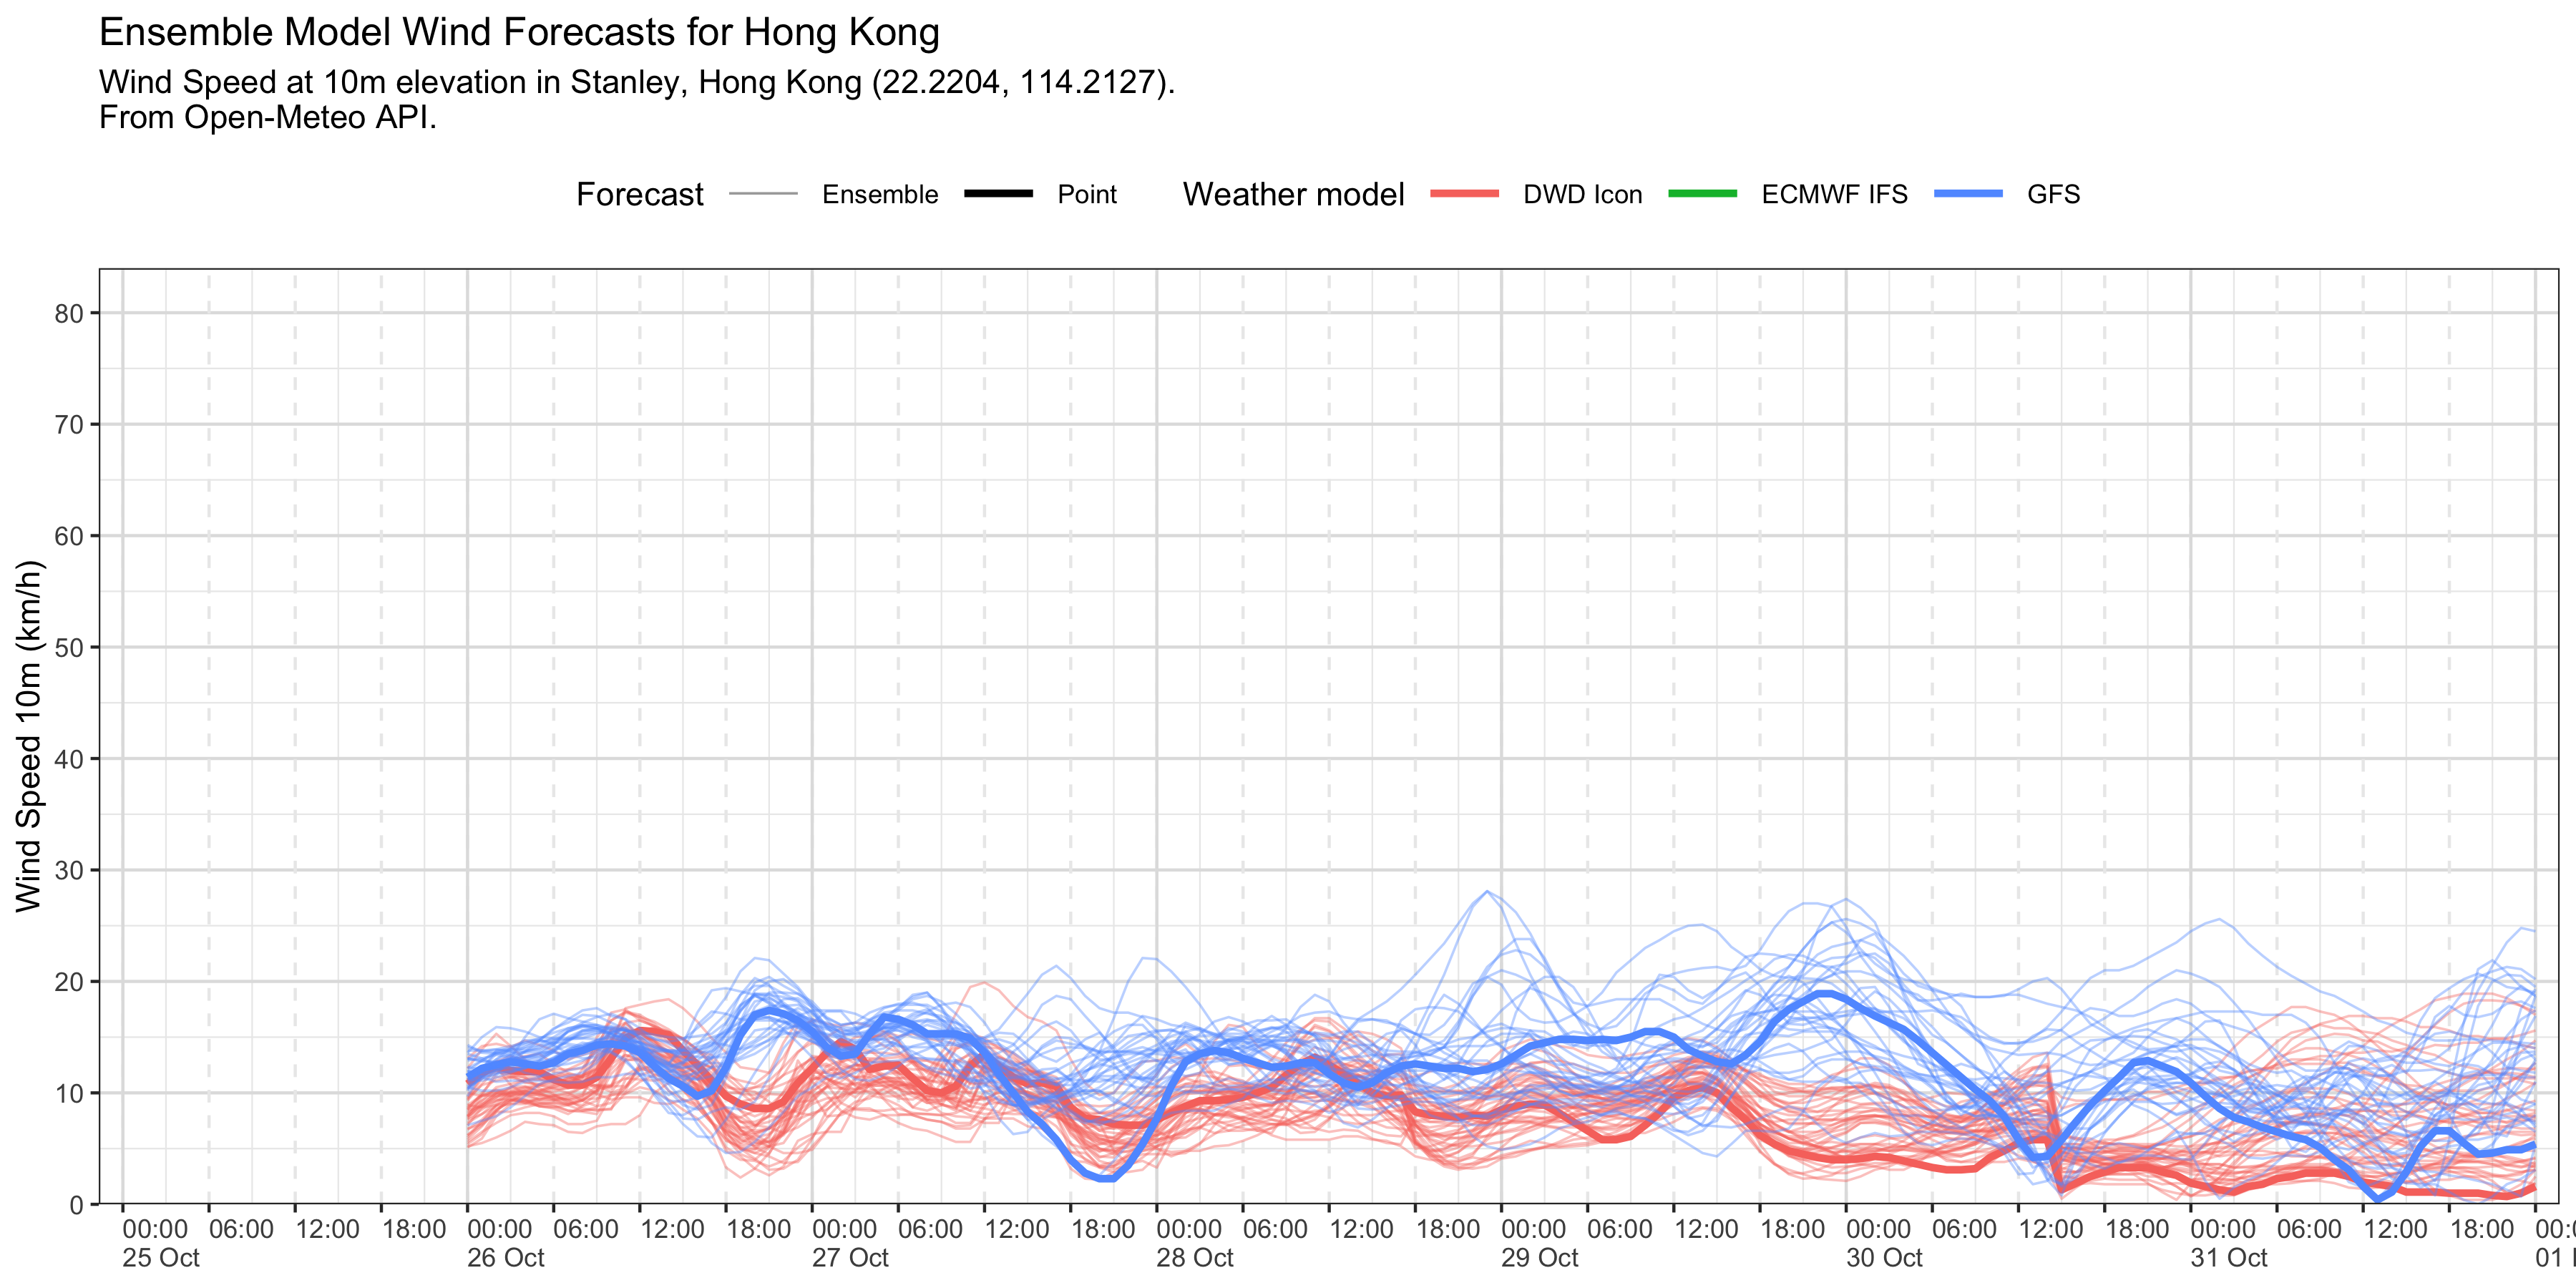 Ensemble Model Wind Forecasts for Hong Kong
Wind Speed at 10m elevation in Stanley, Hong Kong (22.2204, 114.2127).
From Open-Meteo API.
Forecast Ensemble Point Weather model DWD Icon ECMWF IFS GFS
Wind Speed 10m (km/h)
80
70
60
50
40
30
20
10
0
00:00 06:00 12:00 18:00 00:00 06:00 12:00 18:00 00:00 06:00 12:00 18:00 00:00 06:00 12:00 18:00 00:00 06:00 12:00 18:00 00:00 06:00 12:00 18:00 00:00 06:00 12:00 18:00
25 Oct 26 Oct 27 Oct 28 Oct 29 Oct 30 Oct 31 Oct 01